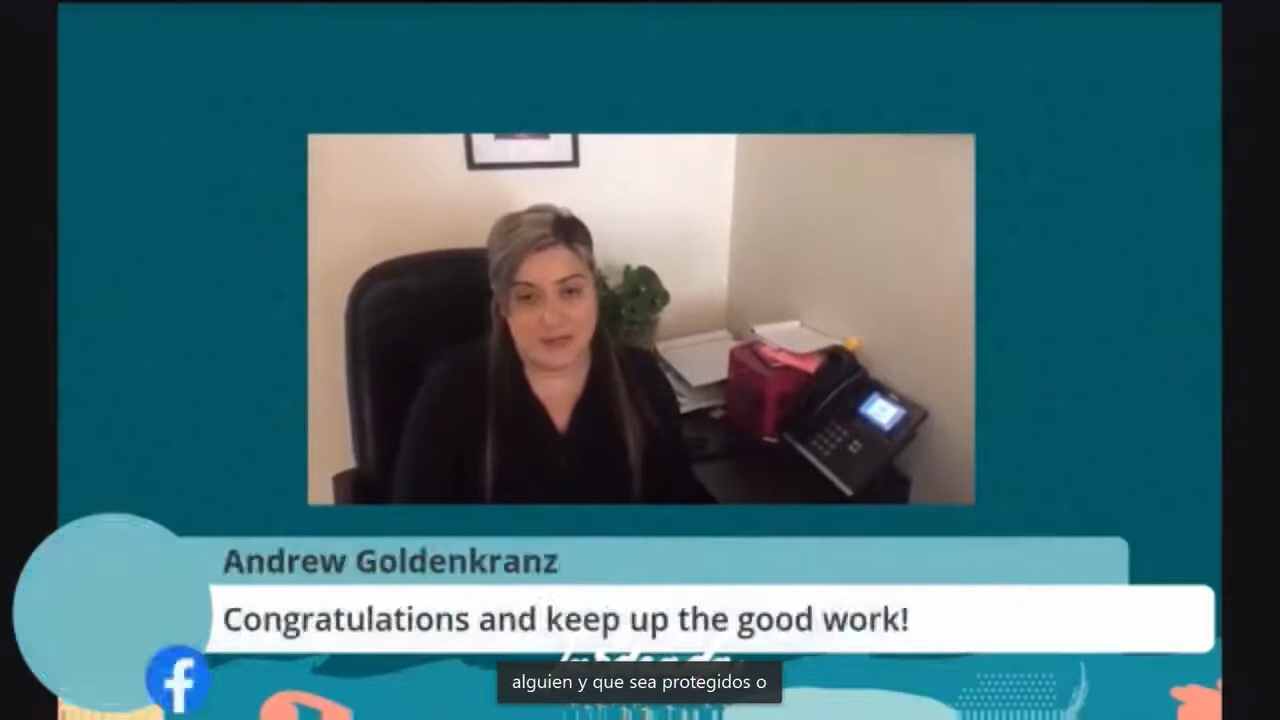 Andrew Goldenkranz
Congratulations and keep up the good work!
alguien y que sea protegidos o